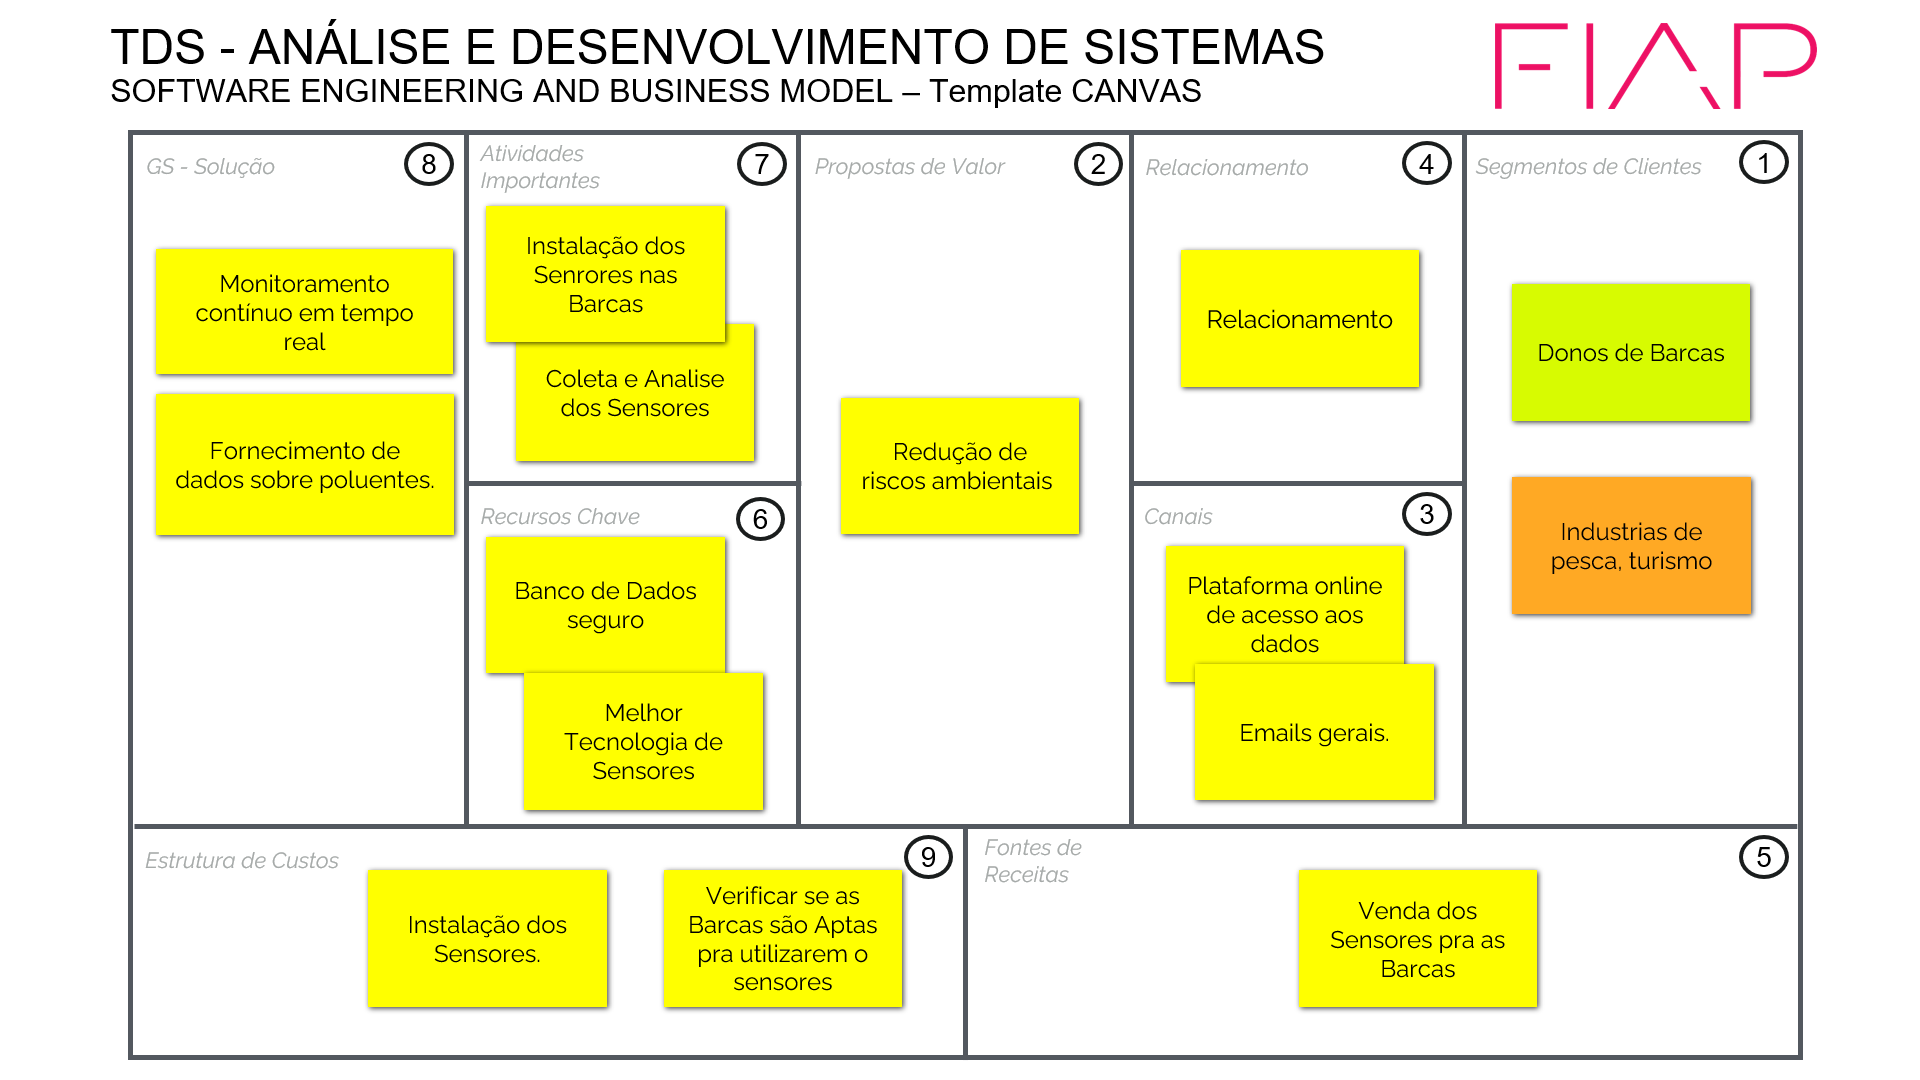 TDS - ANÁLISE E DESENVOLVIMENTO DE SISTEMAS
SOFTWARE ENGINEERING AND BUSINESS MODEL – Template CANVAS
FIAP
GS - Solução
8
Monitoramento
contínuo em tempo
real
Fornecimento de
dados sobre poluentes.
Atividades
Importantes
7
Instalação dos
Senrores nas
Barcas
Coleta e Analise
dos Sensores
Recursos Chave
6
Banco de Dados
seguro
Melhor
Tecnologia de
Sensores
Propostas de Valor
2
Redução de
riscos ambientais
Relacionamento
4
Relacionamento
Canais
3
Plataforma online
de acesso aos
dados
Emails gerais.
Segmentos de Clientes
1
Donos de Barcas
Industrias de
pesca, turismo
Estrutura de Custos
9
Instalação dos
Sensores.
Verificar se as
Barcas são Aptas
pra utilizarem o
sensores
Fontes de
Receitas
5
Venda dos
Sensores pra as
Barcas